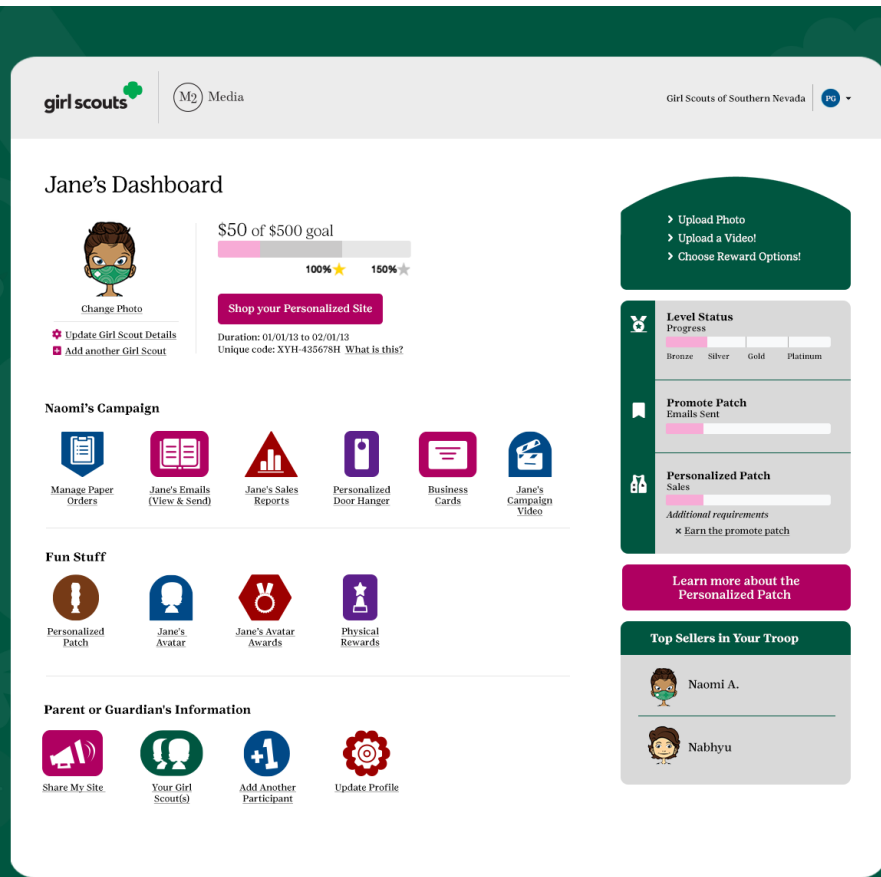 girl scouts
M2 Media
Girl Scouts of Southern Nevada
PG
Jane's Dashboard
$50 of $500 goal
100%
150%
Change Photo
Update Girl Scout Details
Add another Girl Scout
Shop your Personalized Site
Duration: 01/01/13 to 02/01/13
Unique code: XYH-435678H What is this?
Naomi's Campaign
Manage Paper
Orders
Jane's Emails
(View & Send)
Jane's Sales
Reports
Personalized
Door Hanger
Business
Cards
Jane's
Campaign
Video
Fun Stuff
Personalized
Patch
Jane's
Avatar
Jane's Avatar
Awards
Physical
Rewards
Parent or Guardian's Information
+1
Share My Site
Your Girl
Scout(s)
Add Another
Participant
Update Profile
Upload Photo
Upload a Video!
Choose Reward Options!
Level Status
Progress
Bronze Silver Gold Platinum
Promote Patch
Emails Sent
Personalized Patch
Sales
Additional requirements
× Earn the promote patch
Learn more about the
Personalized Patch
Top Sellers in Your Troop
Naomi A.
Nabhyu